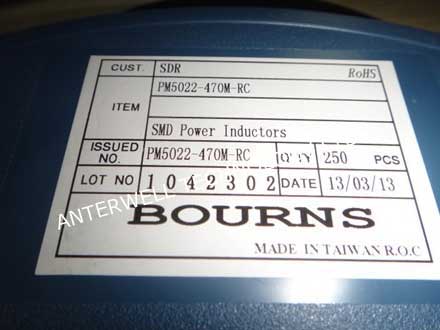 CUST. SDR RoHS
PM5022-470M-RC
ITEM
SMD Power Inductors
ISSUED NO. PM5022-470M-RC Q'TY 250 PCS
LOT NO 1042302 DATE 13/03/13
ANTERWELL
BOURNS
MADE IN TAIWAN R.O.C